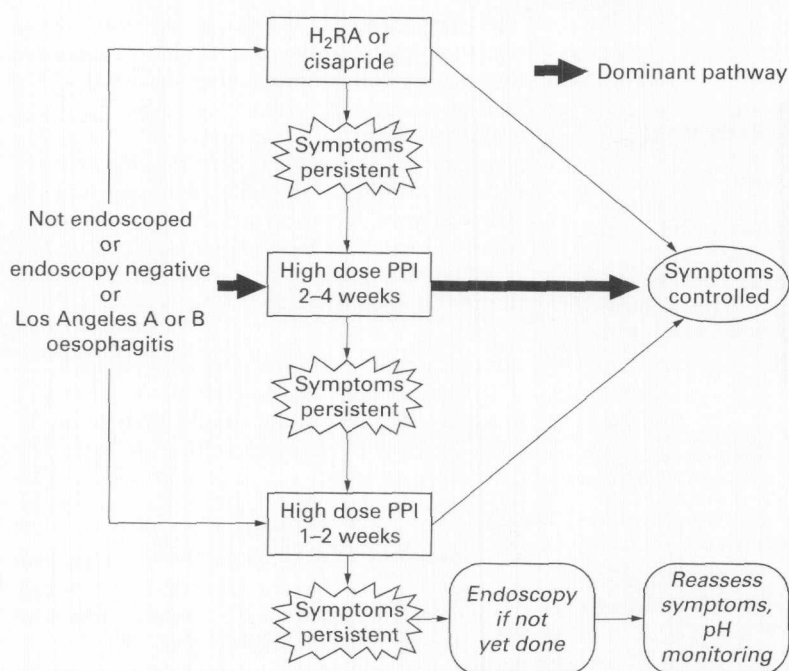 H₂RA or
cisapride
Dominant pathway
Symptoms
persistent
Not endoscoped
or
endoscopy negative
or
Los Angeles A or B
oesophagitis
High dose PPI
2–4 weeks
Symptoms
controlled
Symptoms
persistent
High dose PPI
1–2 weeks
Symptoms
persistent
Endoscopy
if not
yet done
Reassess
symptoms,
pH
monitoring